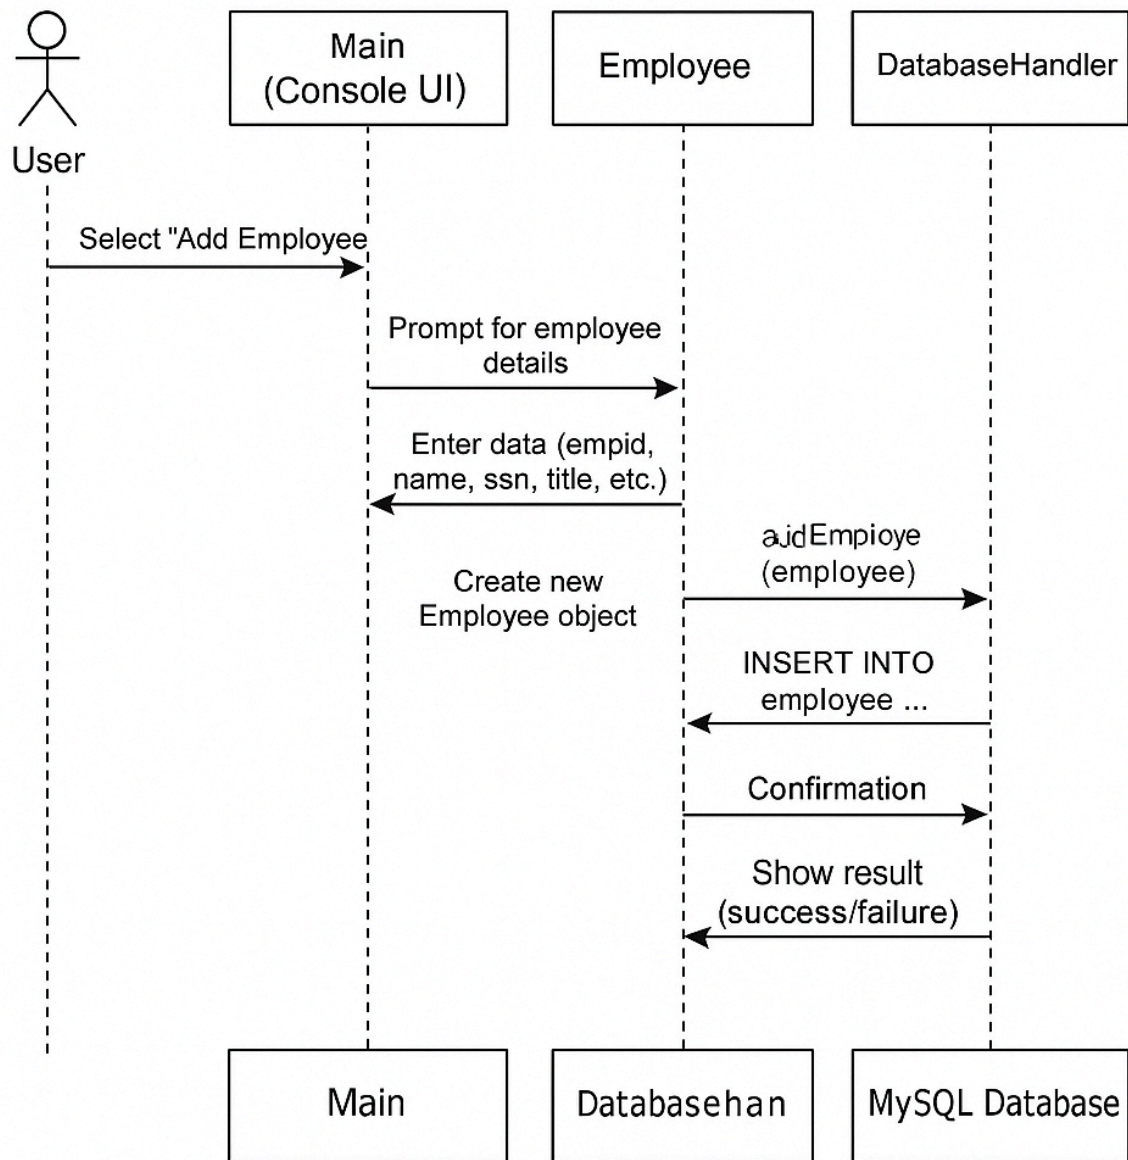 Main
(Console UI)
Employee
DatabaseHandler
User
Select "Add Employee
Prompt for employee
details
Enter data (empid,
name, ssn, title, etc.)
aɹdEmpioye
(employee)
Create new
Employee object
INSERT INTO
employee ...
Confirmation
Show result
(success/failure)
Main
Databasehan
MySQL Database